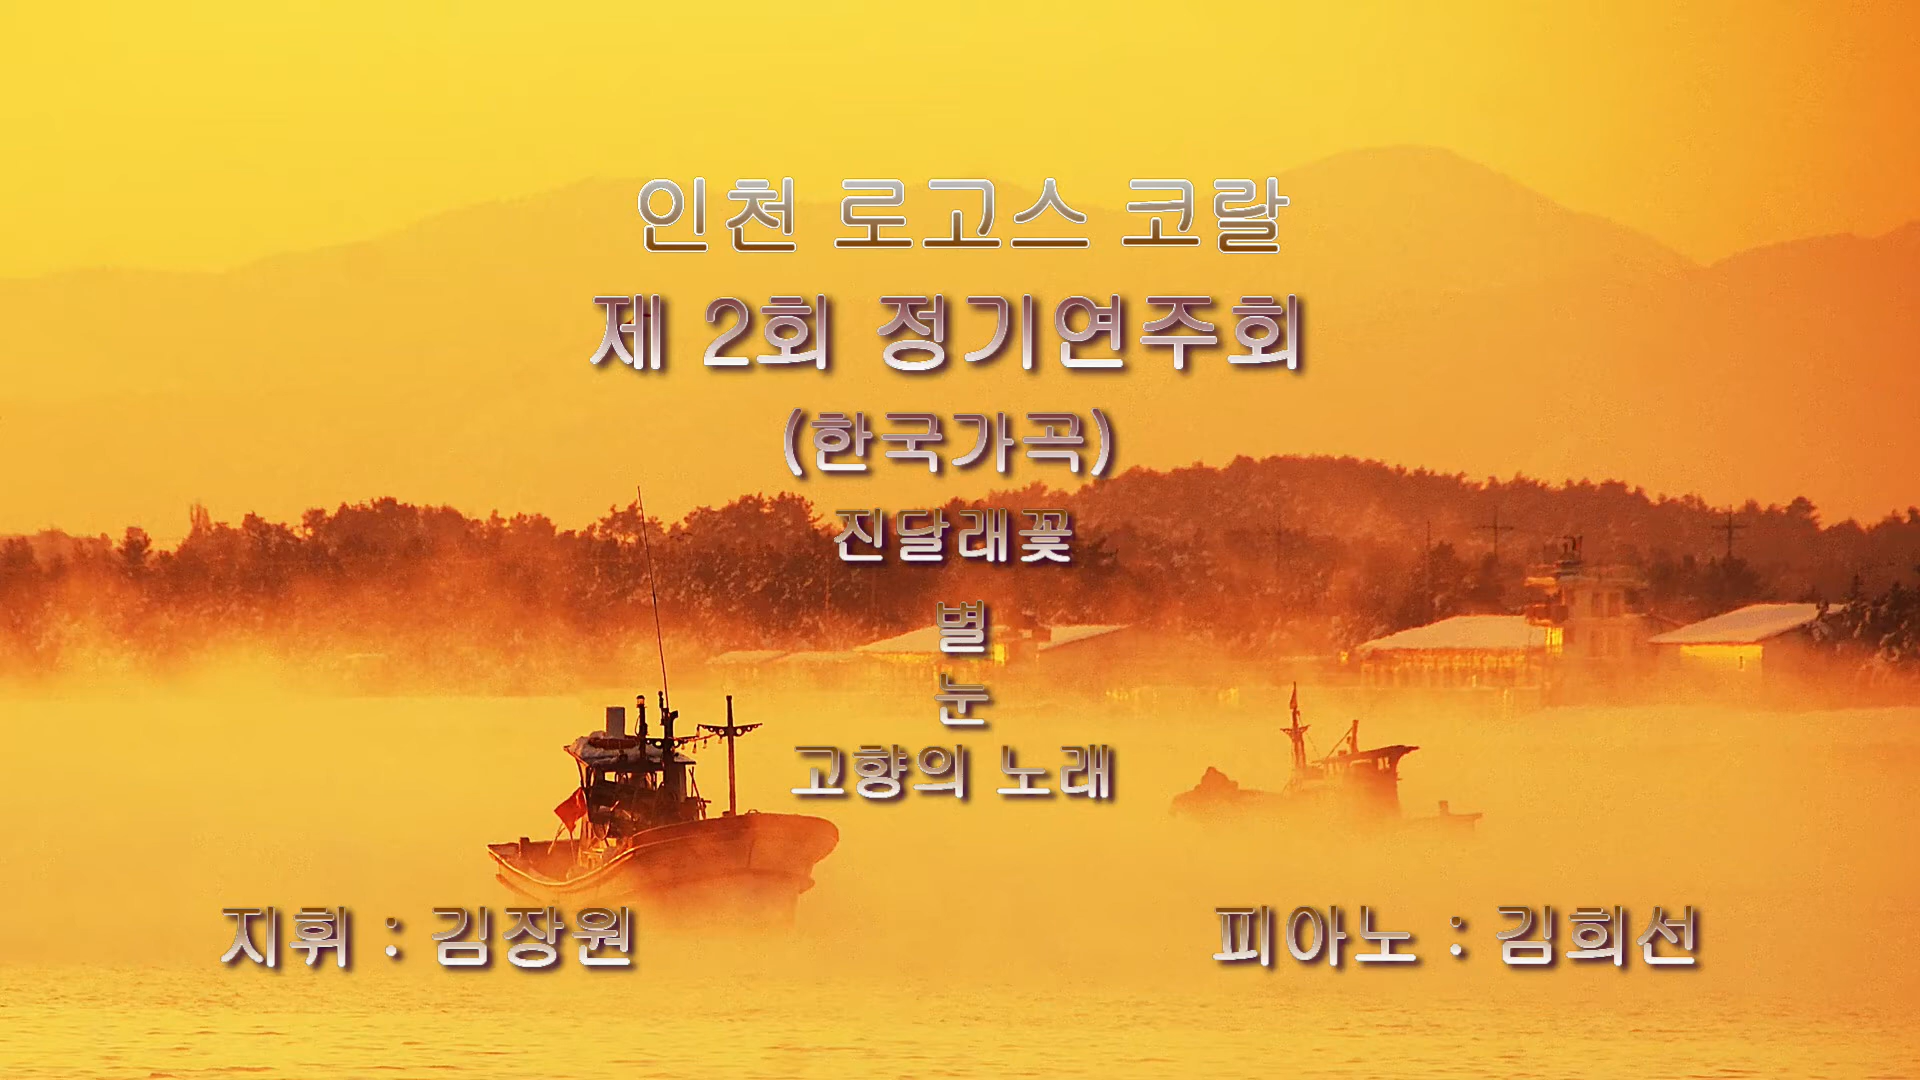 인천 로고스 코랄
제 2회 정기연주회
(한국가곡)
진달래꽃
별
눈
고향의 노래
지휘 : 김장원
피아노 : 김희선